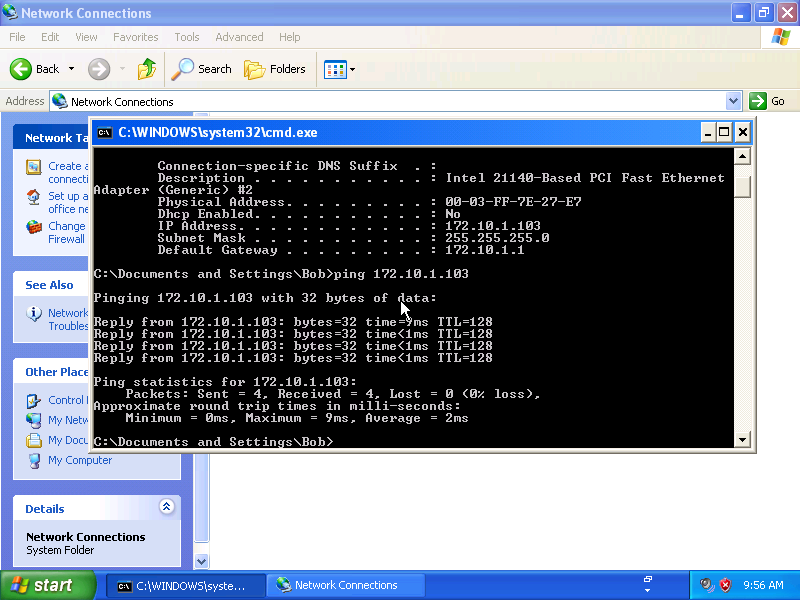 Network Connections
File Edit View Favorites Tools Advanced Help
Back Search Folders
Address Network Connections Go
Network Ta
Create a
connecti
Set up a
office ne
Change
Firewall
See Also
Network
Troubles
Other Place
Control
My Netw
My Docu
My Computer
Details
Network Connections
System Folder
C:\WINDOWS\system32\cmd.exe
Connection-specific DNS Suffix . :
Description . . . . . . . . . . . : Intel 21140-Based PCI Fast Ethernet
Adapter (Generic) #2
Physical Address. . . . . . . . . : 00-03-FF-7E-27-E7
Dhcp Enabled. . . . . . . . . . . : No
IP Address. . . . . . . . . . . . : 172.10.1.103
Subnet Mask . . . . . . . . . . . : 255.255.255.0
Default Gateway . . . . . . . . . : 172.10.1.1
C:\Documents and Settings\Bob>ping 172.10.1.103
Pinging 172.10.1.103 with 32 bytes of data:
Reply from 172.10.1.103: bytes=32 time=9ms TTL=128
Reply from 172.10.1.103: bytes=32 time<1ms TTL=128
Reply from 172.10.1.103: bytes=32 time<1ms TTL=128
Reply from 172.10.1.103: bytes=32 time<1ms TTL=128
Ping statistics for 172.10.1.103:
Packets: Sent = 4, Received = 4, Lost = 0 (0% loss),
Approximate round trip times in milli-seconds:
Minimum = 0ms, Maximum = 9ms, Average = 2ms
C:\Documents and Settings\Bob>
start C:\WINDOWS\syste... Network Connections 9:56 AM